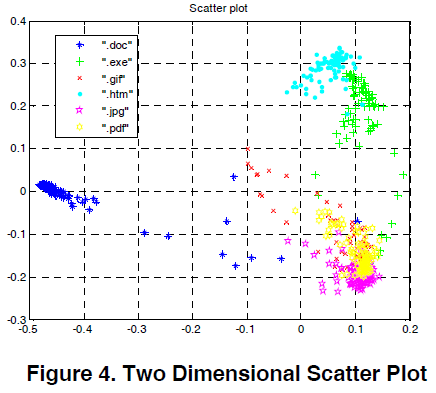 Scatter plot
0.4
0.3
0.2
0.1
0
-0.1
-0.2
-0.3
".doc"
".exe"
".gif"
".htm"
".jpg"
".pdf"
-0.5 -0.4 -0.3 -0.2 -0.1 0 0.1 0.2
Figure 4. Two Dimensional Scatter Plot